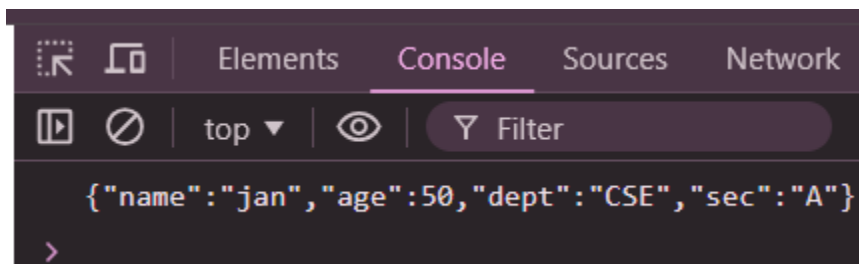 Elements Console Sources Network
top Filter
{"name":"jan","age":50,"dept":"CSE","sec":"A"}